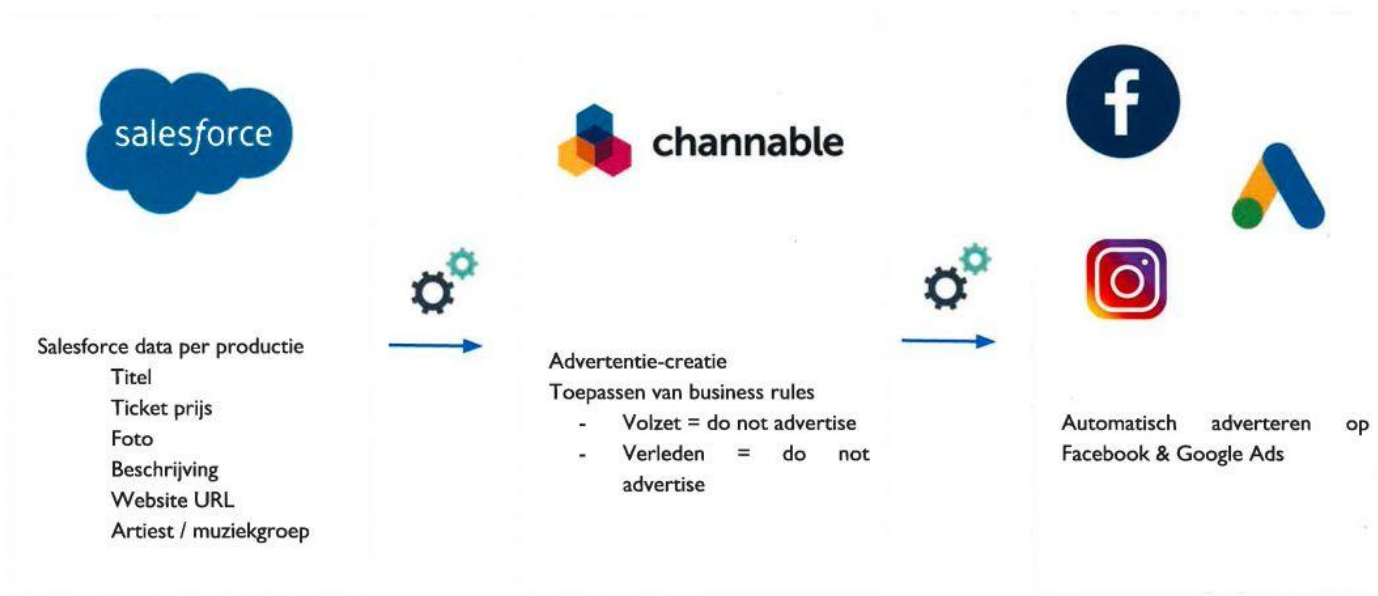 salesforce
Salesforce data per productie
Titel
Ticket prijs
Foto
Beschrijving
Website URL
Artiest / muziekgroep
channable
Advertentie-creatie
Toepassen van business rules
- Volzet = do not advertise
- Verleden = do not
advertise
f
Automatisch adverteren op
Facebook & Google Ads